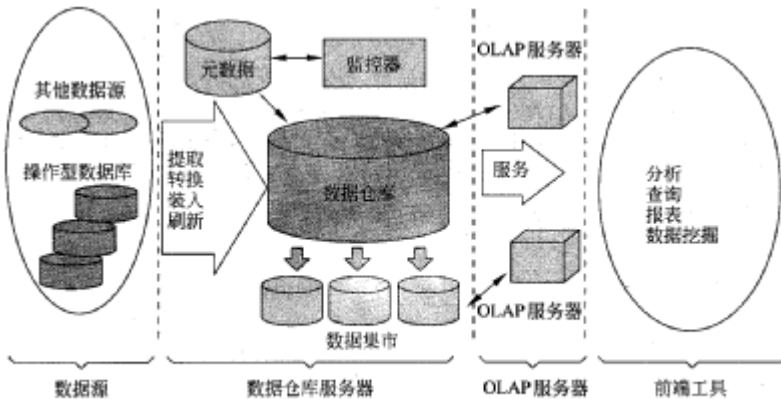 其他数据源
操作型数据库
提取
转换
装入
刷新
元数据
监控器
数据仓库
数据集市
OLAP服务器
服务
OLAP服务器
分析
查询
报表
数据挖掘
数据源
数据仓库服务器
OLAP服务器
前端工具